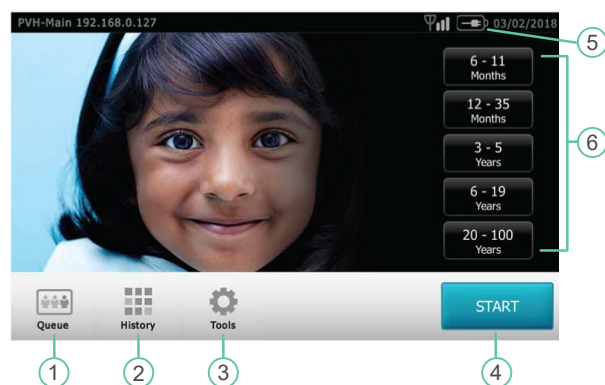 PVH-Main 192.168.0.127 03/02/2018
5
6 - 11
Months
12 - 35
Months
6
3 - 5
Years
6 - 19
Years
20 - 100
Years
START
Queue History Tools
1 2 3 4